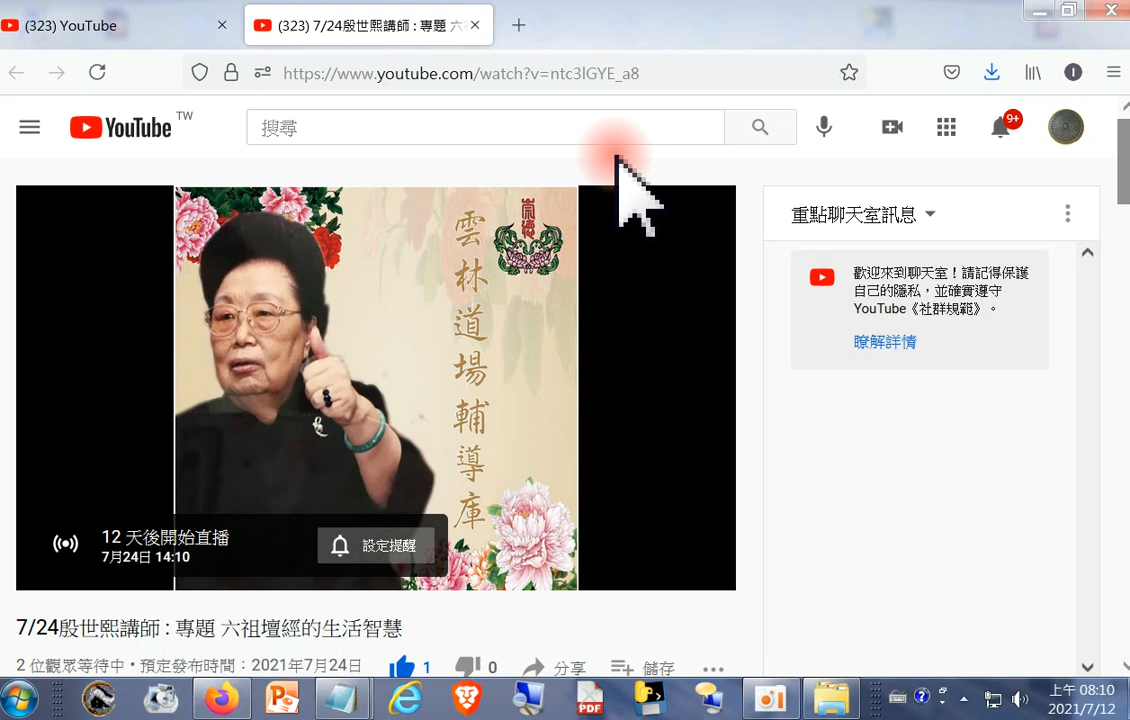 (323) YouTube
(323) 7/24殷世熙講師 : 專題 六
https://www.youtube.com/watch?v=ntc3lGYE_a8
YouTube TW
搜尋
9+
崇德
雲林道場輔導庫
12 天後開始直播
7月24日 14:10
設定提醒
重點聊天室訊息
歡迎來到聊天室！請記得保護
自己的隱私，並確實遵守
YouTube《社群規範》。
瞭解詳情
7/24殷世熙講師 : 專題 六祖壇經的生活智慧
2 位觀眾等待中 • 預定發布時間：2021年7月24日
1
0
分享
儲存
PDF
上午 08:10
2021/7/12